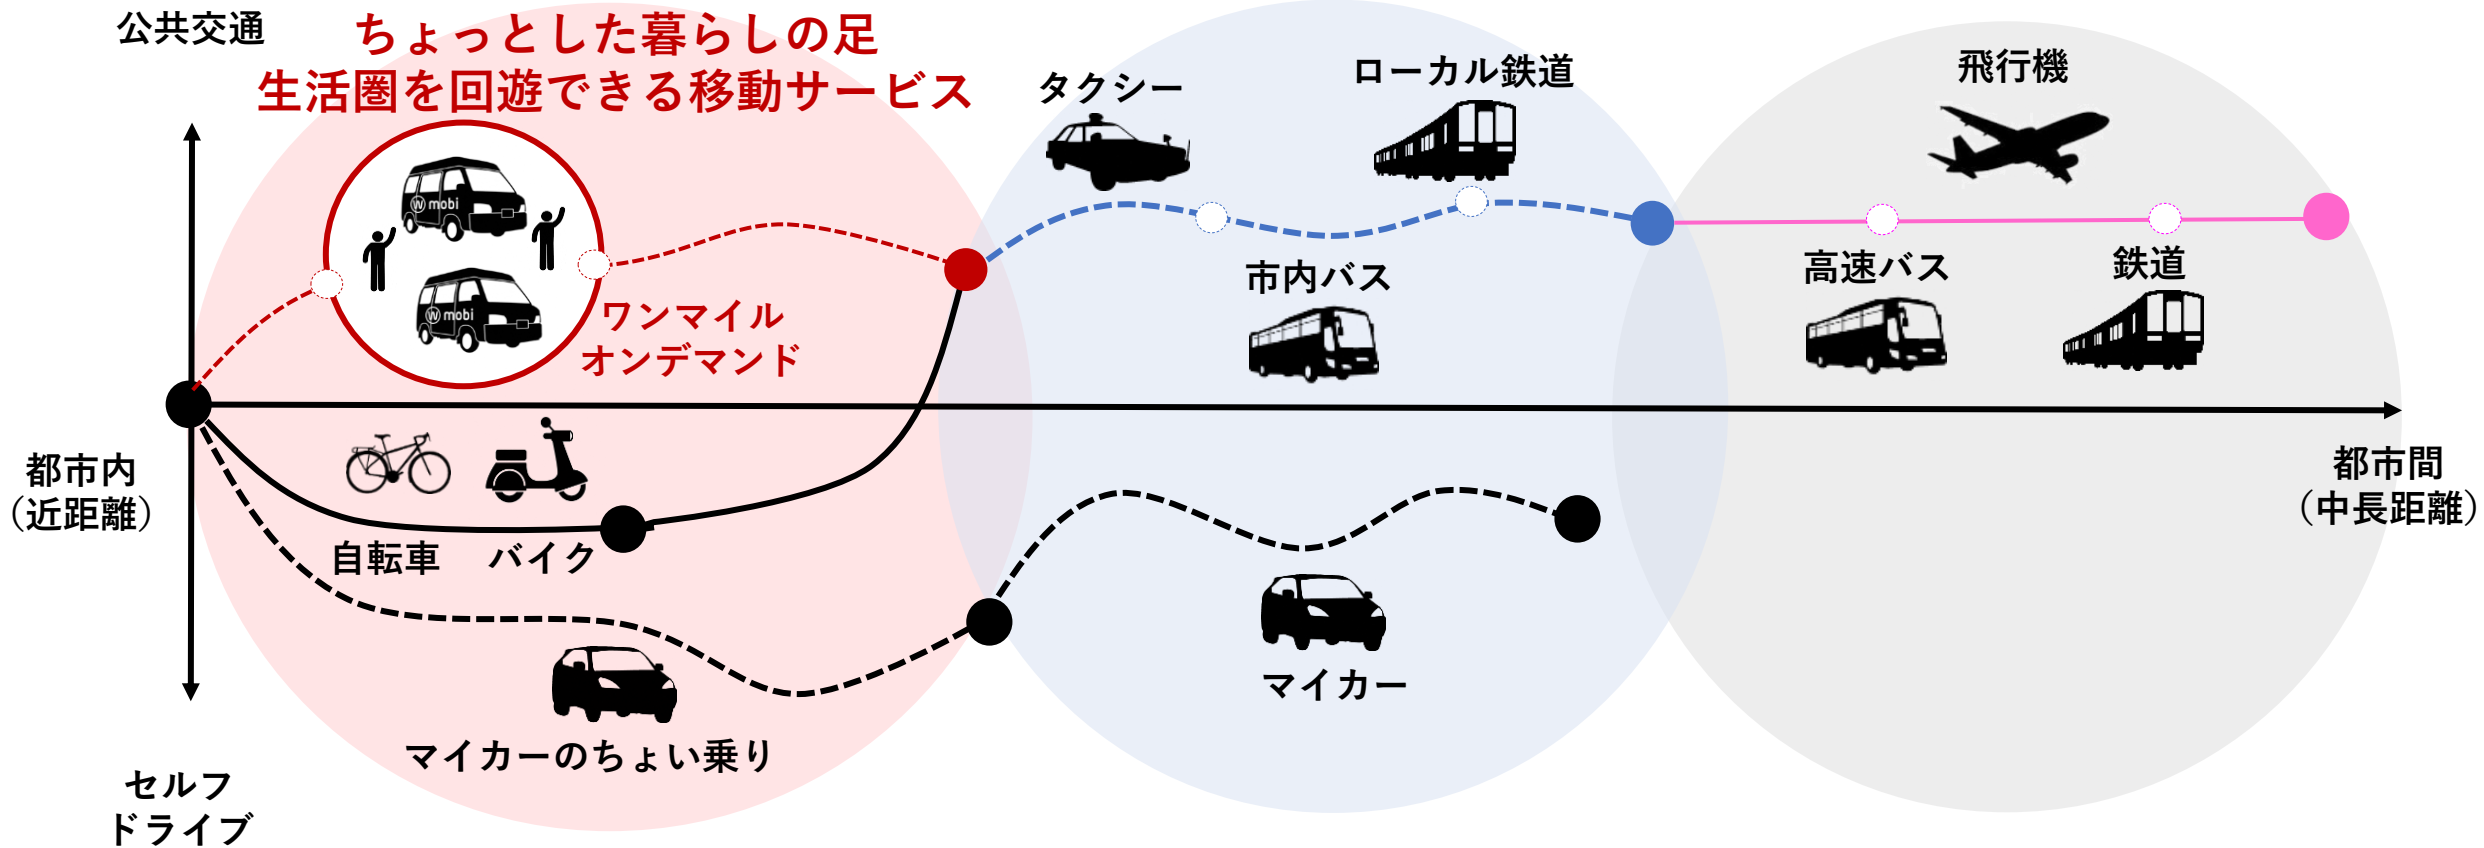 公共交通
ちょっとした暮らしの足
生活圏を回遊できる移動サービス
タクシー
ローカル鉄道
飛行機
mobi
mobi
ワンマイル
オンデマンド
市内バス
高速バス
鉄道
都市内
（近距離）
都市間
（中長距離）
自転車
バイク
マイカー
マイカーのちょい乗り
セルフ
ドライブ